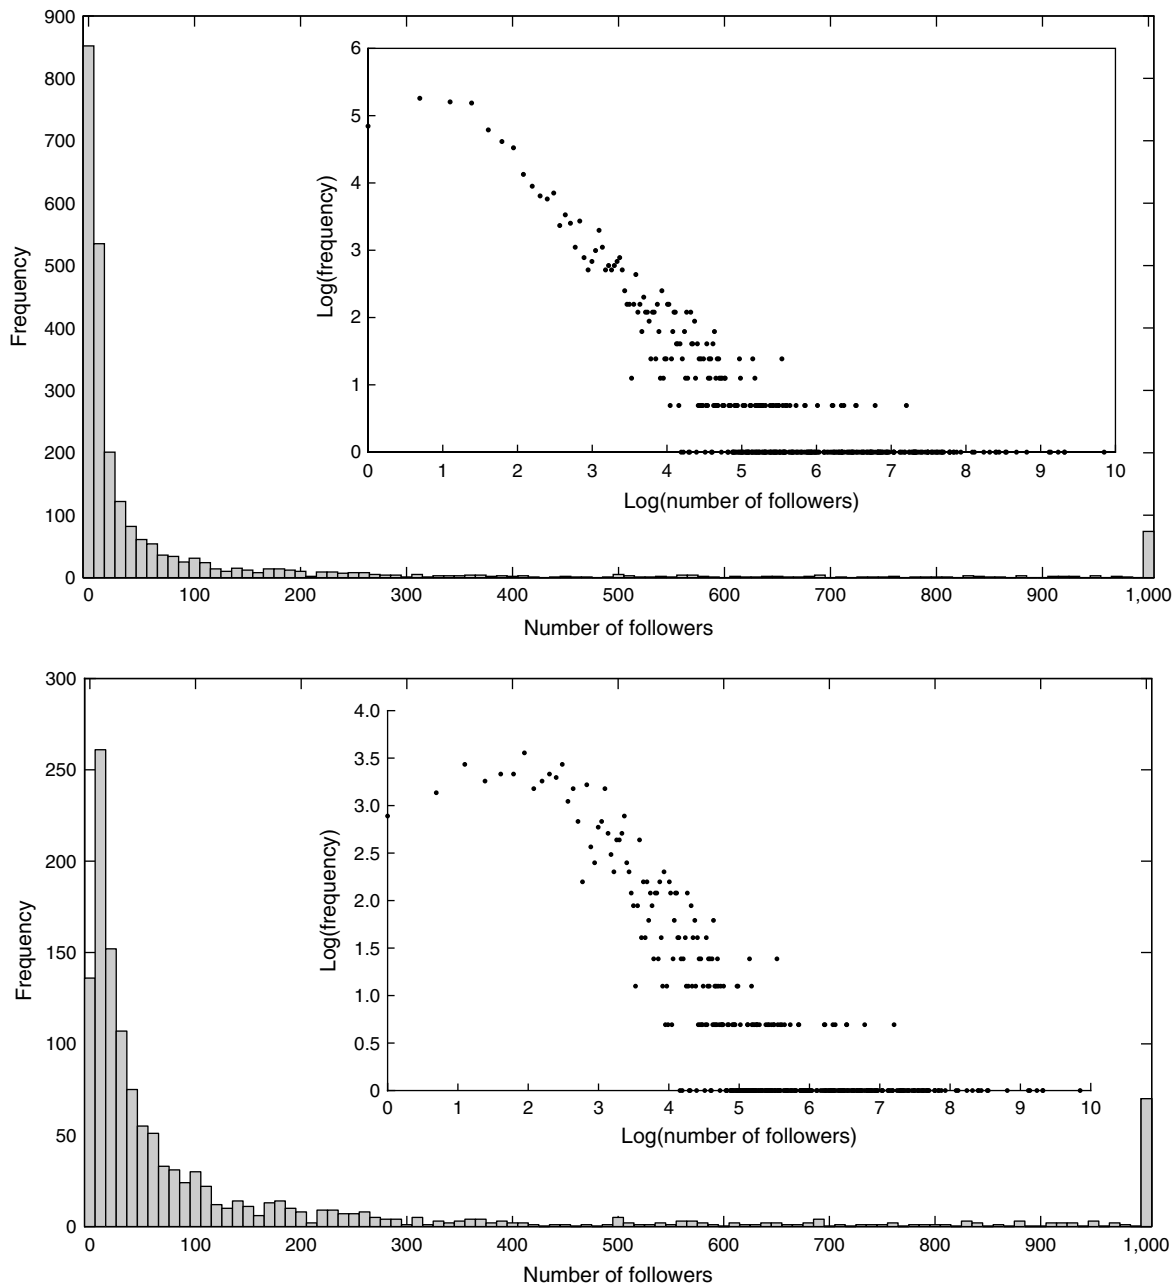 900
800
700
600
500
400
300
200
100
0
Frequency
0 100 200 300 400 500 600 700 800 900 1,000
Number of followers
6
5
4
3
2
1
0
Log(frequency)
0 1 2 3 4 5 6 7 8 9 10
Log(number of followers)
300
250
200
150
100
50
0
Frequency
0 100 200 300 400 500 600 700 800 900 1,000
Number of followers
4.0
3.5
3.0
2.5
2.0
1.5
1.0
0.5
0
Log(frequency)
0 1 2 3 4 5 6 7 8 9 10
Log(number of followers)